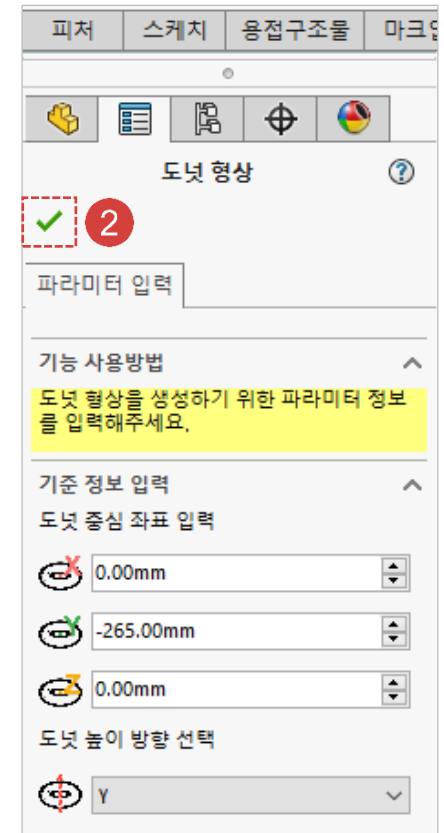 피처 스케치 용접구조물 마크업
도넛 형상
2
파라미터 입력
기능 사용방법
도넛 형상을 생성하기 위한 파라미터 정보
를 입력해주세요.
기준 정보 입력
도넛 중심 좌표 입력
X 0.00mm
Y -265.00mm
Z 0.00mm
도넛 높이 방향 선택
Y